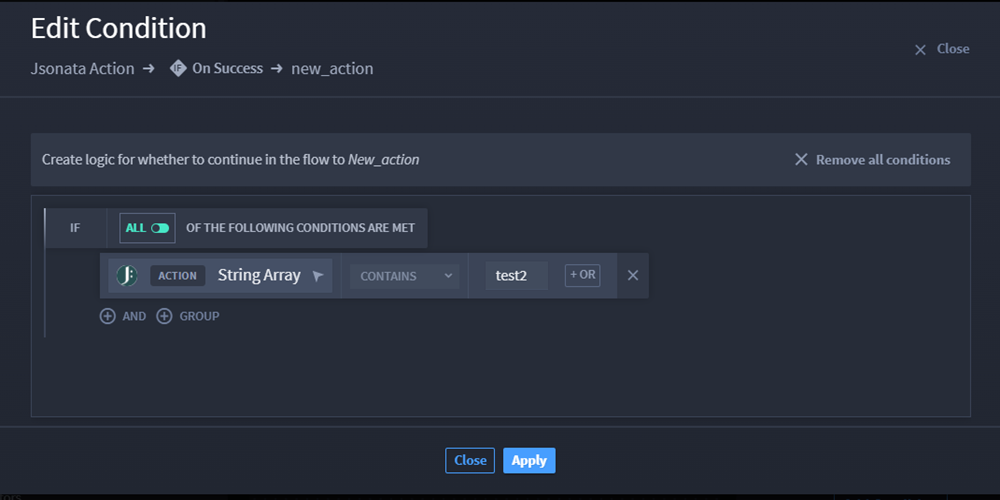 Edit Condition
Close
Jsonata Action → IF On Success → new_action
Create logic for whether to continue in the flow to New_action
Remove all conditions
IF ALL OF THE FOLLOWING CONDITIONS ARE MET
J: ACTION String Array CONTAINS test2 + OR
AND GROUP
Close Apply